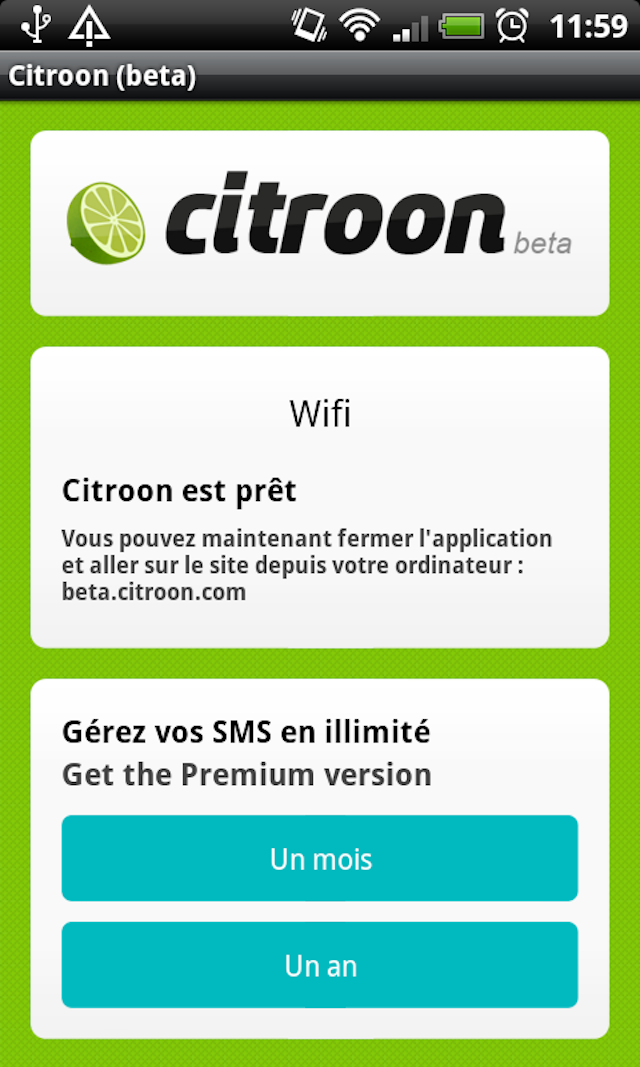 11:59
Citroon (beta)
citroon beta
Wifi
Citroon est prêt
Vous pouvez maintenant fermer l'application
et aller sur le site depuis votre ordinateur :
beta.citroon.com
Gérez vos SMS en illimité
Get the Premium version
Un mois
Un an